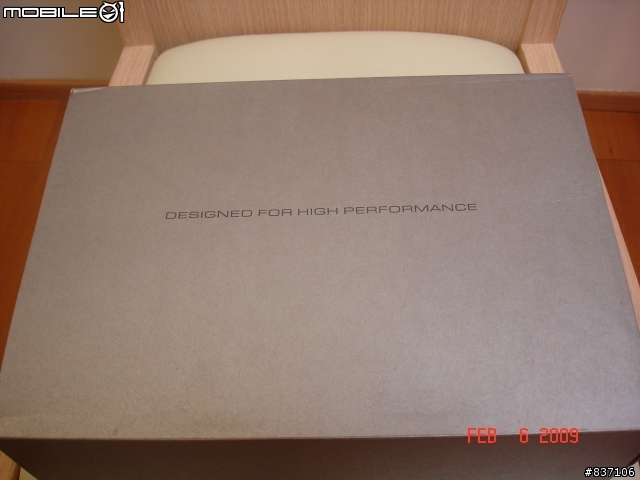 MOBILE01
DESIGNED FOR HIGH PERFORMANCE
FEB 6 2009
#837106